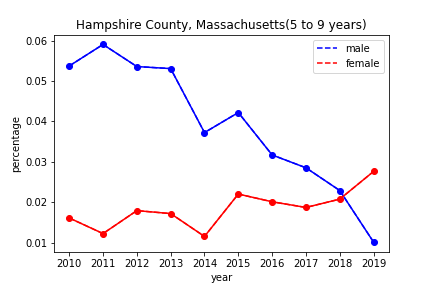 Hampshire County, Massachusetts(5 to 9 years)
male
female
0.06
0.05
0.04
0.03
0.02
0.01
percentage
2010 2011 2012 2013 2014 2015 2016 2017 2018 2019
year